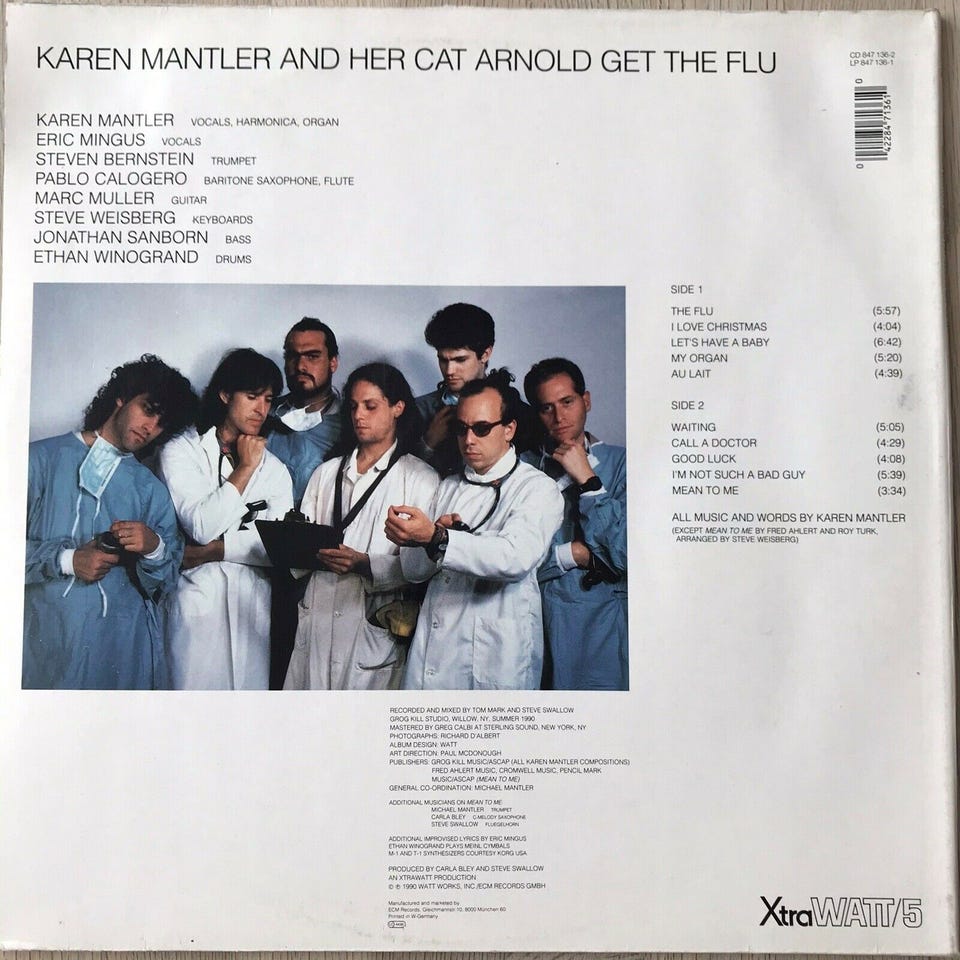 KAREN MANTLER AND HER CAT ARNOLD GET THE FLU
CD 847 136-2
LP 847 136-1
0 42284 71361 0
KAREN MANTLER VOCALS, HARMONICA, ORGAN
ERIC MINGUS VOCALS
STEVEN BERNSTEIN TRUMPET
PABLO CALOGERO BARITONE SAXOPHONE, FLUTE
MARC MULLER GUITAR
STEVE WEISBERG KEYBOARDS
JONATHAN SANBORN BASS
ETHAN WINOGRAND DRUMS
SIDE 1
THE FLU (5:57)
I LOVE CHRISTMAS (4:04)
LET'S HAVE A BABY (6:42)
MY ORGAN (5:20)
AU LAIT (4:39)
SIDE 2
WAITING (5:05)
CALL A DOCTOR (4:29)
GOOD LUCK (4:08)
I'M NOT SUCH A BAD GUY (5:39)
MEAN TO ME (3:34)
ALL MUSIC AND WORDS BY KAREN MANTLER
(EXCEPT MEAN TO ME BY FRED AHLERT AND ROY TURK,
ARRANGED BY STEVE WEISBERG)
RECORDED AND MIXED BY TOM MARK AND STEVE SWALLOW
GROG KILL STUDIO, WILLOW, NY, SUMMER 1990
MASTERED BY GREG CALBI AT STERLING SOUND, NEW YORK, NY
PHOTOGRAPHS: RICHARD D'ALBERT
ALBUM DESIGN: WATT
ART DIRECTION: PAUL MCDONOUGH
PUBLISHERS: GROG KILL MUSIC/ASCAP (ALL KAREN MANTLER COMPOSITIONS)
FRED AHLERT MUSIC, CROMWELL MUSIC, PENCIL MARK
MUSIC/ASCAP (MEAN TO ME)
GENERAL CO-ORDINATION: MICHAEL MANTLER
ADDITIONAL MUSICIANS ON MEAN TO ME
MICHAEL MANTLER TRUMPET
CARLA BLEY C-MELODY SAXOPHONE
STEVE SWALLOW FLUEGELHORN
ADDITIONAL IMPROVISED LYRICS BY ERIC MINGUS
ETHAN WINOGRAND PLAYS MEINL CYMBALS
M-1 AND T-1 SYNTHESIZERS COURTESY KORG USA
PRODUCED BY CARLA BLEY AND STEVE SWALLOW
AN XTRAWATT PRODUCTION
© ℗ 1990 WATT WORKS, INC./ECM RECORDS GMBH
Manufactured and marketed by
ECM Records, Gleichmannstr. 10, 8000 München 60
Printed in W-Germany
XtraWATT/5